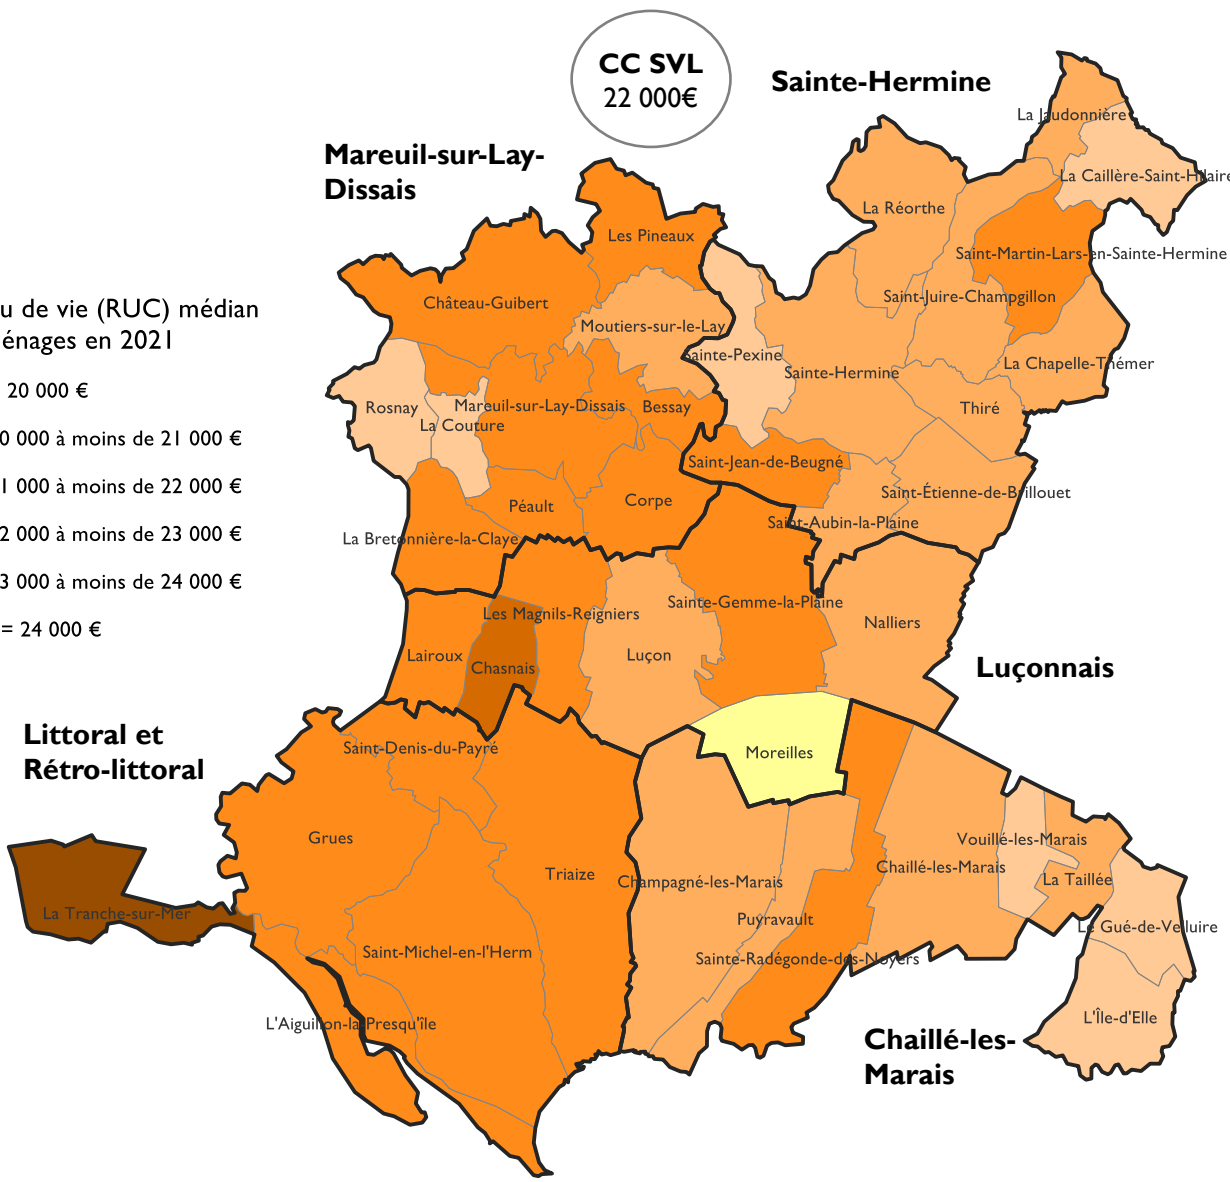 CC SVL
22 000€
Sainte-Hermine
La Jaudonnière
Mareuil-sur-Lay-
Dissais
La Caillère-Saint-Hilaire
La Réorthe
Les Pineaux
Saint-Martin-Lars-en-Sainte-Hermine
Château-Guibert
Saint-Juire-Champgillon
u de vie (RUC) médian
énages en 2021
Moutiers-sur-le-Lay
Sainte-Pexine
La Chapelle-Thémer
Sainte-Hermine
20 000 €
Rosnay
Mareuil-sur-Lay-Dissais
Bessay
Thiré
La Couture
0 000 à moins de 21 000 €
Saint-Jean-de-Beugné
1 000 à moins de 22 000 €
Saint-Étienne-de-Brillouet
Péault
Corpe
Saint-Aubin-la-Plaine
2 000 à moins de 23 000 €
La Bretonnière-la-Claye
3 000 à moins de 24 000 €
Les Magnils-Reigniers
Sainte-Gemme-la-Plaine
Nalliers
= 24 000 €
Lairoux
Luçon
Chasnais
Luçonnais
Littoral et
Rétro-littoral
Saint-Denis-du-Payré
Moreilles
Grues
Vouillé-les-Marais
Triaize
Champagné-les-Marais
Chaillé-les-Marais
La Taillée
La Tranche-sur-Mer
Puyravault
Le Gué-de-Velluire
Saint-Michel-en-l'Herm
Sainte-Radégonde-des-Noyers
L'Aiguillon-la-Presqu'île
L'Île-d'Elle
Chaillé-les-
Marais